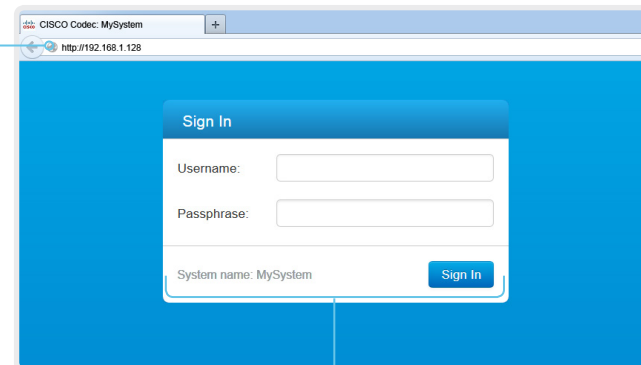 CISCO Codec: MySystem
+
http://192.168.1.128
Sign In
Username:
Passphrase:
System name: MySystem
Sign In